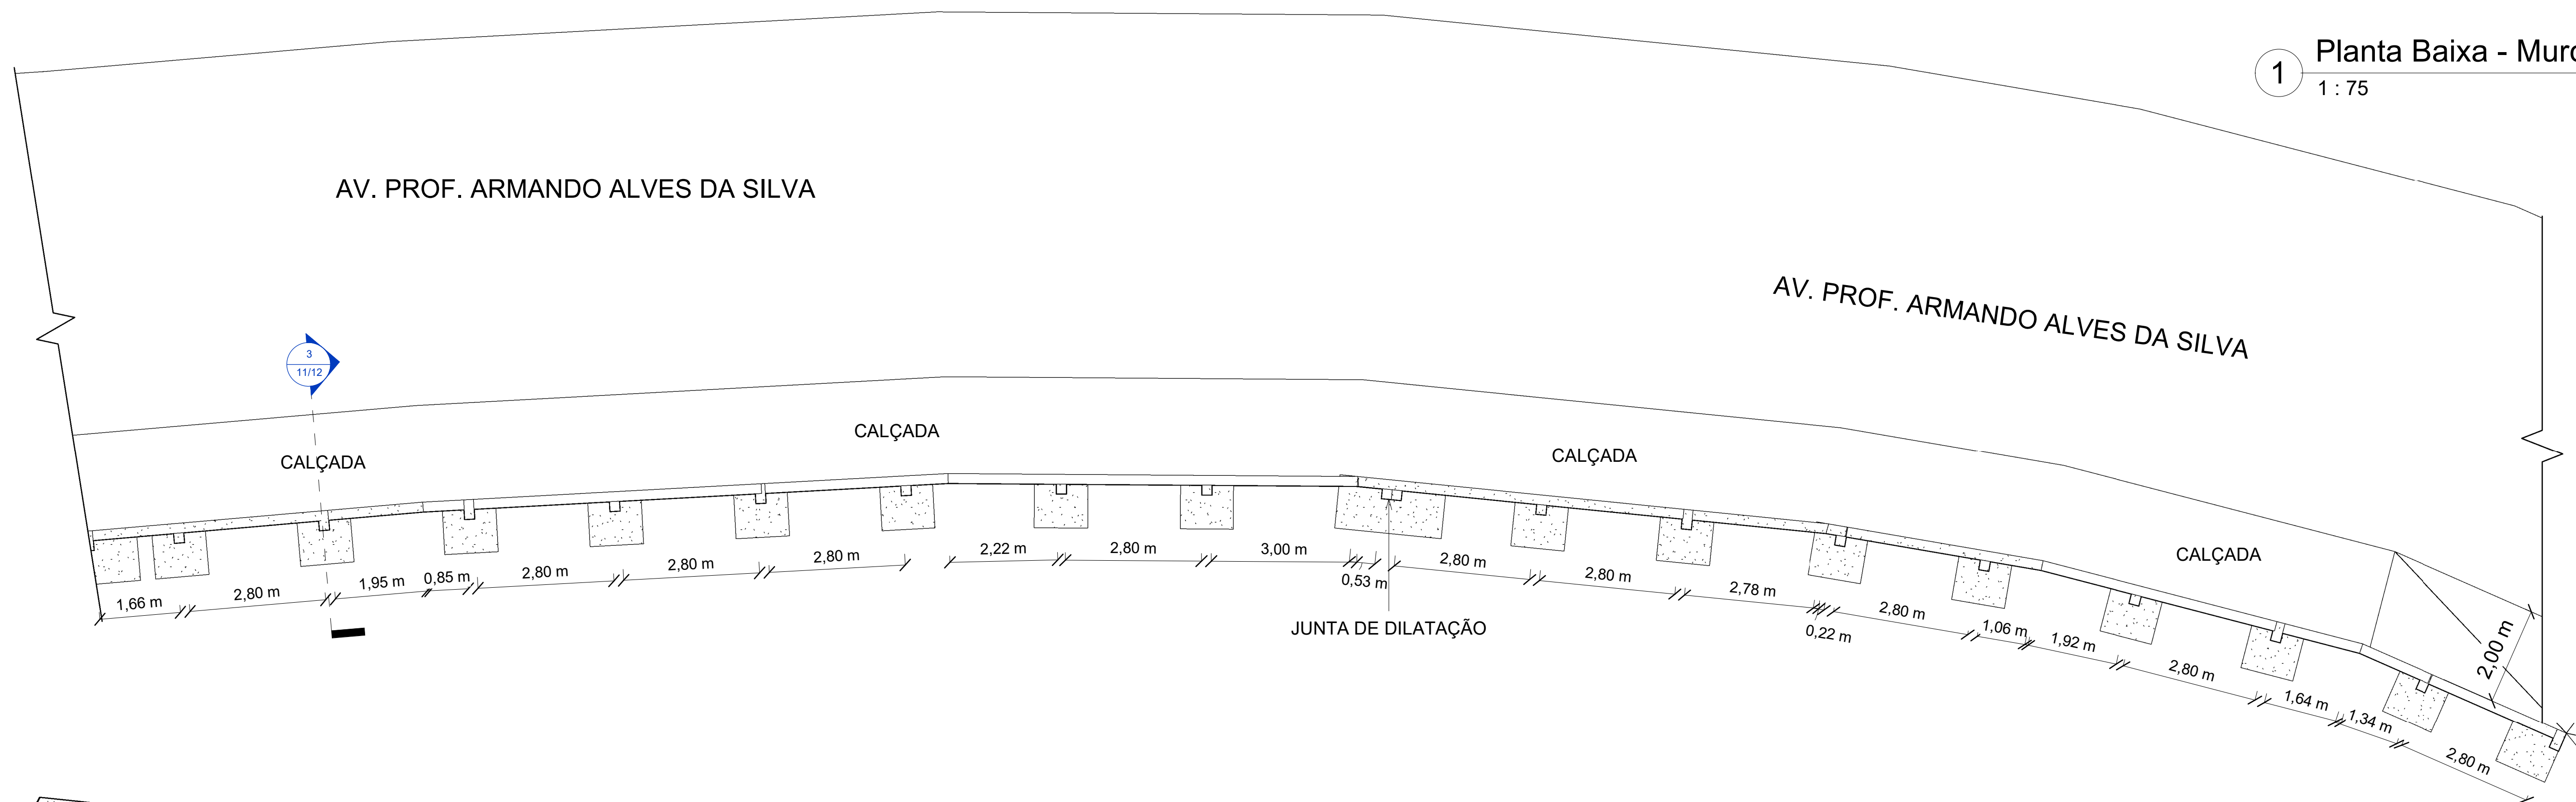 Planta Baixa - Muro
1
1 : 75
AV. PROF. ARMANDO ALVES DA SILVA
AV. PROF. ARMANDO ALVES DA SILVA
3
11/12
CALÇADA
CALÇADA
CALÇADA
CALÇADA
1,66 m
2,80 m
1,95 m
0,85 m
2,80 m
2,80 m
2,80 m
2,22 m
2,80 m
3,00 m
0,53 m
2,80 m
2,80 m
2,78 m
0,22 m
2,80 m
1,06 m
1,92 m
2,80 m
1,64 m
1,34 m
2,80 m
2,00 m
JUNTA DE DILATAÇÃO